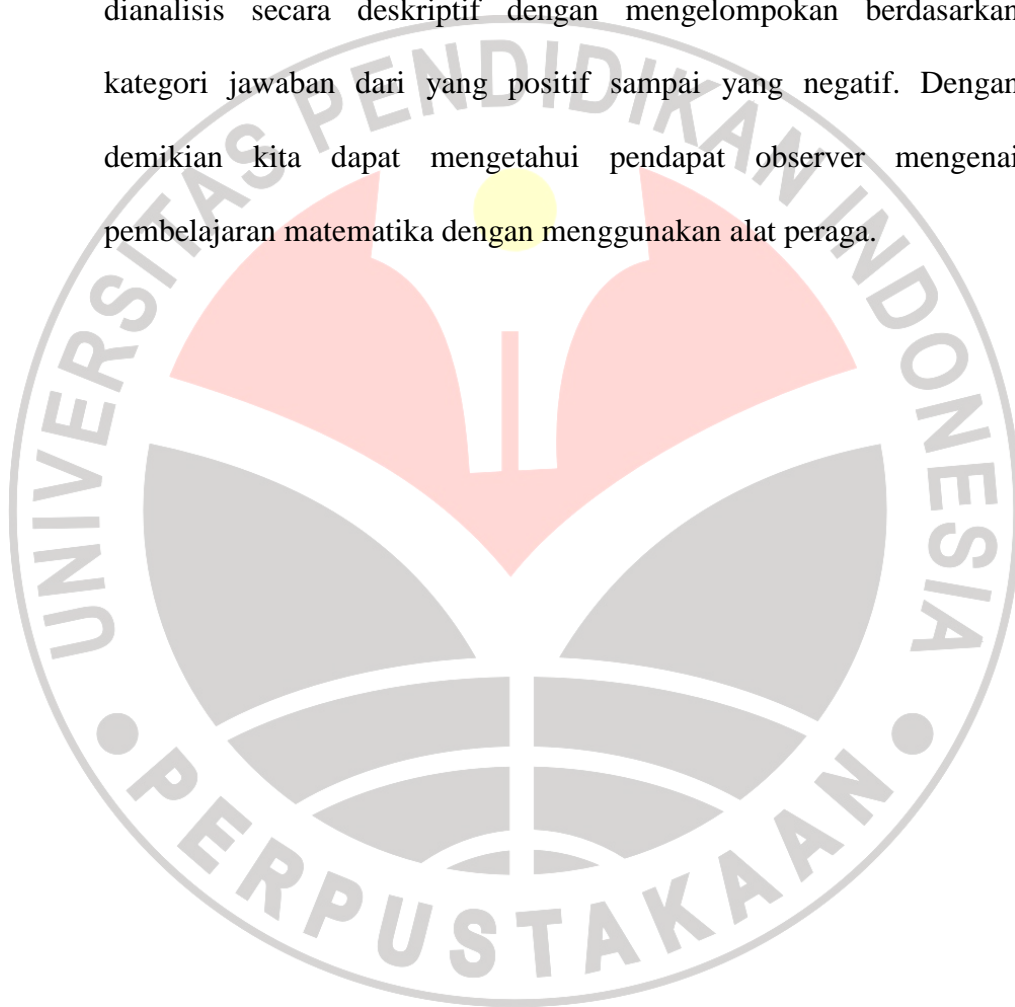 dianalisis secara deskriptif dengan mengelompokan berdasarkan
kategori jawaban dari yang positif sampai yang negatif. Dengan
demikian kita dapat mengetahui pendapat observer mengenai
pembelajaran matematika dengan menggunakan alat peraga.
UNIVERSITAS PENDIDIKAN INDONESIA
PERPUSTAKAAN